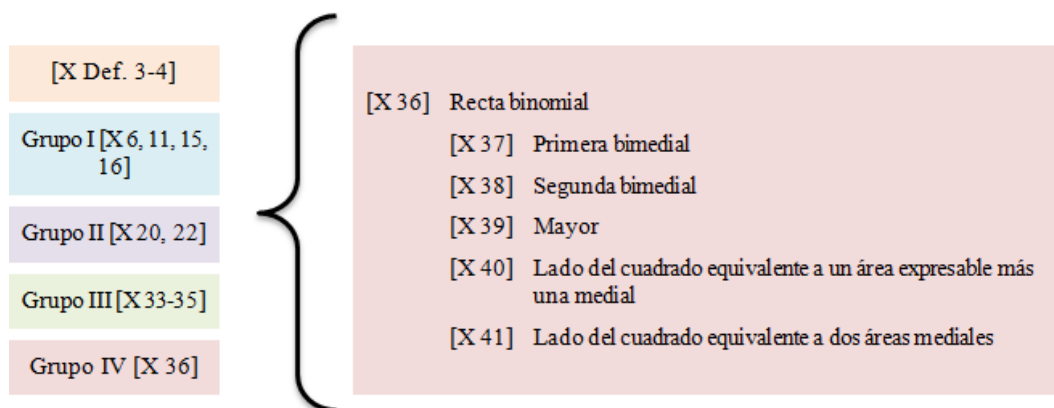 [X Def. 3-4]
Grupo I [X 6, 11, 15,
16]
Grupo II [X 20, 22]
Grupo III [X 33-35]
Grupo IV [X 36]
[X 36] Recta binomial
[X 37] Primera bimedial
[X 38] Segunda bimedial
[X 39] Mayor
[X 40] Lado del cuadrado equivalente a un área expresable más
una medial
[X 41] Lado del cuadrado equivalente a dos áreas mediales